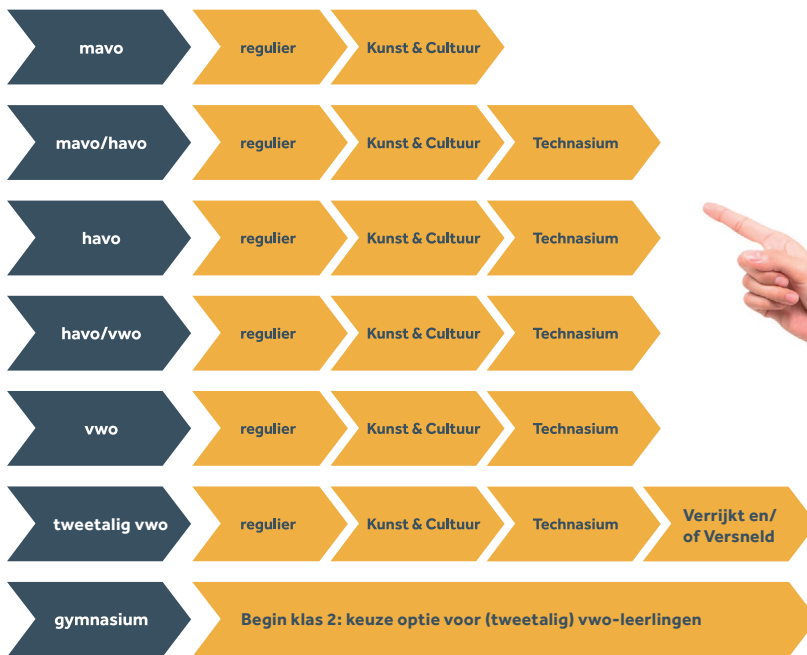 mavo regulier Kunst & Cultuur
mavo/havo regulier Kunst & Cultuur Technasium
havo regulier Kunst & Cultuur Technasium
havo/vwo regulier Kunst & Cultuur Technasium
vwo regulier Kunst & Cultuur Technasium
tweetalig vwo regulier Kunst & Cultuur Technasium Verrijkt en/
of Versneld
gymnasium Begin klas 2: keuze optie voor (tweetalig) vwo-leerlingen